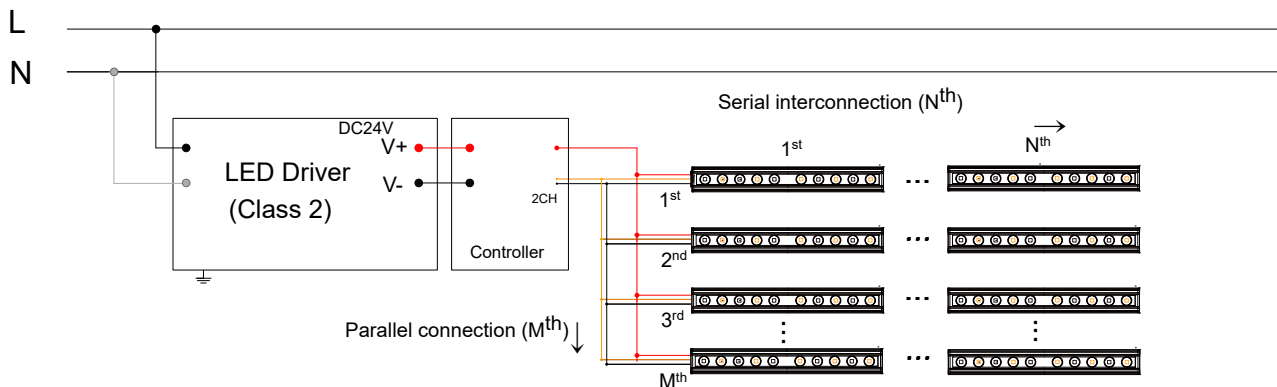 L
N
Serial interconnection (Nth)
DC24V
1st
Nth
V+
LED Driver
V-
(Class 2)
2CH
1st
Controller
2nd
3rd
Parallel connection (Mth)
Mth